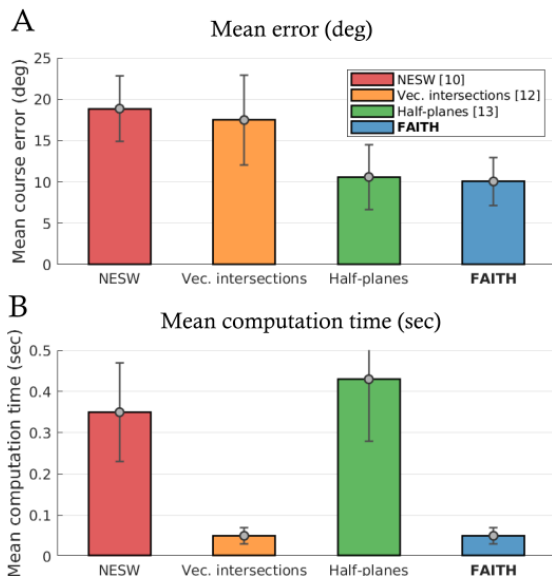 A
Mean error (deg)
Mean course error (deg)
25
20
15
10
5
0
NESW [10]
Vec. intersections [12]
Half-planes [13]
FAITH
NESW
Vec. intersections
Half-planes
FAITH
B
Mean computation time (sec)
Mean computation time (sec)
0.5
0.4
0.3
0.2
0.1
0
NESW
Vec. intersections
Half-planes
FAITH